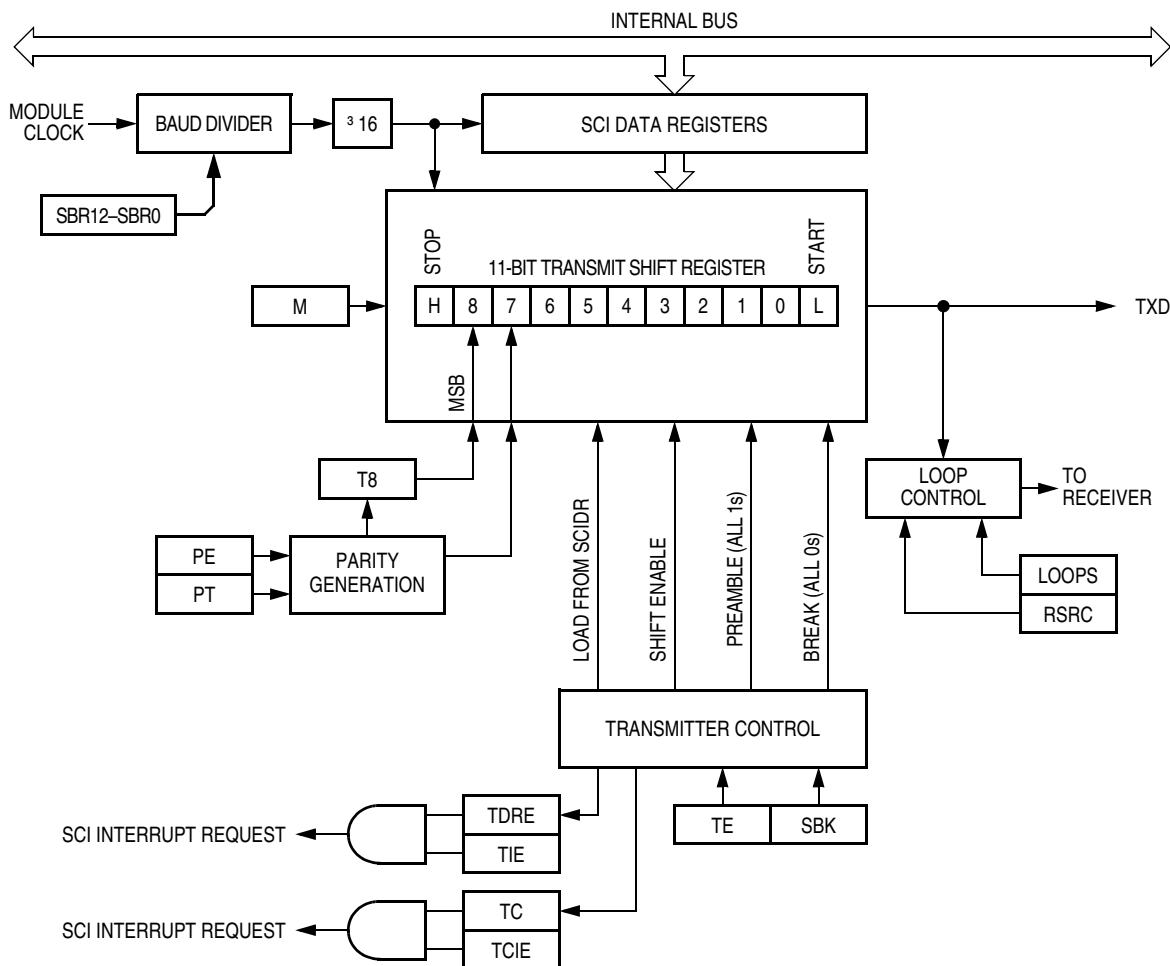 INTERNAL BUS
MODULE
CLOCK
BAUD DIVIDER
³ 16
SCI DATA REGISTERS
SBR12–SBR0
STOP
11-BIT TRANSMIT SHIFT REGISTER
START
M
H 8 7 6 5 4 3 2 1 0 L
TXD
MSB
T8
LOOP
CONTROL
TO
RECEIVER
PE
PT
PARITY
GENERATION
LOAD FROM SCIDR
SHIFT ENABLE
PREAMBLE (ALL 1s)
BREAK (ALL 0s)
LOOPS
RSRC
TRANSMITTER CONTROL
TDRE
TIE
SCI INTERRUPT REQUEST
TE
SBK
TC
TCIE
SCI INTERRUPT REQUEST